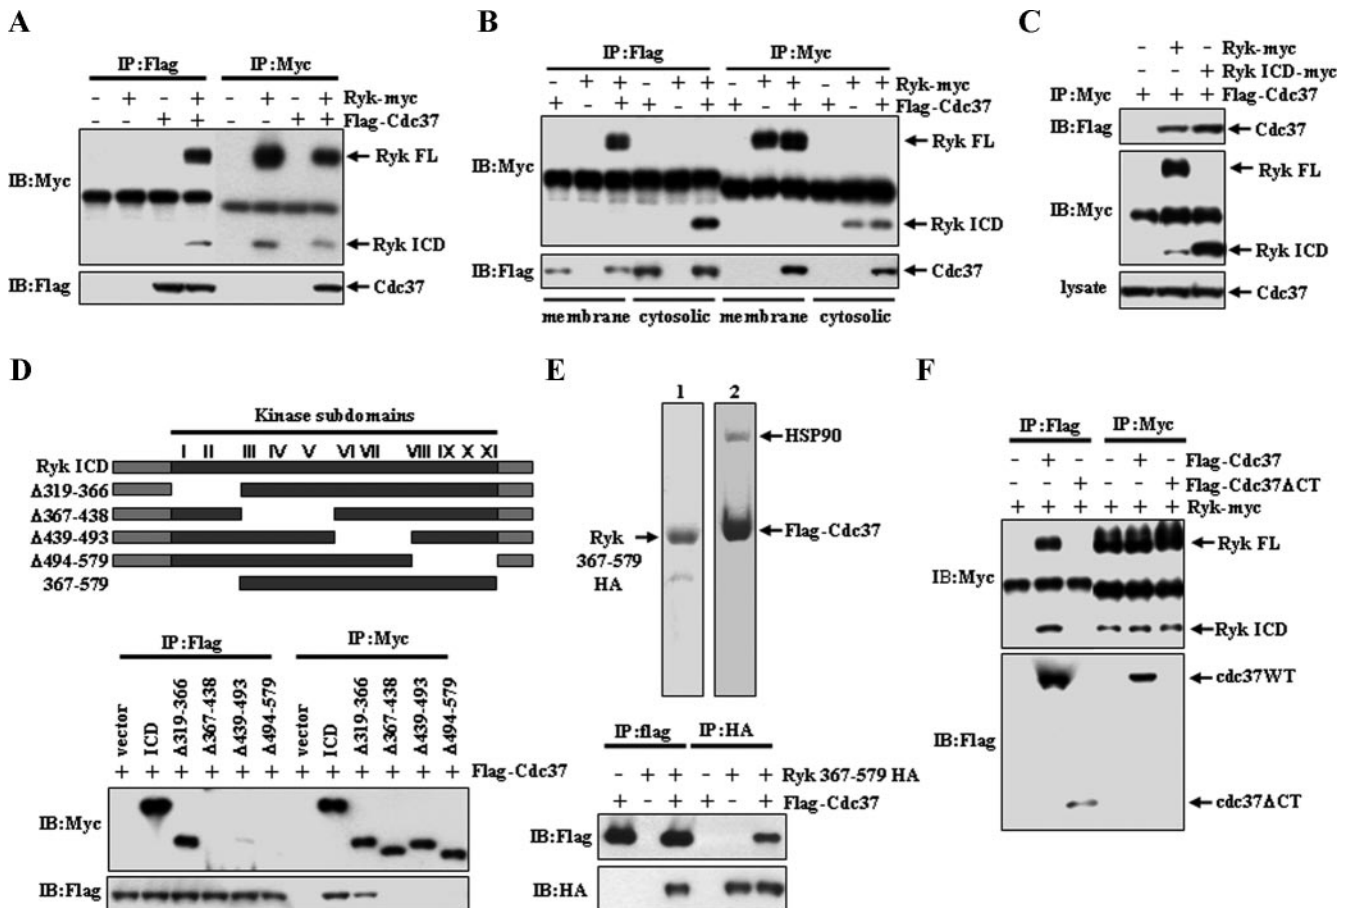 A
IP:Flag IP:Myc
- + - + - + - + Ryk-myc
- - + + - - + + Flag-Cdc37
IB:Myc
Ryk FL
Ryk ICD
IB:Flag
Cdc37
B
IP:Flag IP:Myc
- + + - + + - + + - + + Ryk-myc
+ - + + - + + - + + - + Flag-Cdc37
IB:Myc
Ryk FL
Ryk ICD
IB:Flag
Cdc37
membrane cytosolic membrane cytosolic
C
- + - Ryk-myc
- - + Ryk ICD-myc
IP:Myc + + + Flag-Cdc37
IB:Flag
Cdc37
Ryk FL
IB:Myc
Ryk ICD
lysate
Cdc37
D
Kinase subdomains
I II III IV V VI VII VIII IX X XI
Ryk ICD
Δ319-366
Δ367-438
Δ439-493
Δ494-579
367-579
IP:Flag IP:Myc
vector ICD Δ319-366 Δ367-438 Δ439-493 Δ494-579 vector ICD Δ319-366 Δ367-438 Δ439-493 Δ494-579
+ + + + + + + + + + + + Flag-Cdc37
IB:Myc
IB:Flag
E
1 2
HSP90
Flag-Cdc37
Ryk
367-579
HA
IP:flag IP:HA
- + + - + + Ryk 367-579 HA
+ - + + - + Flag-Cdc37
IB:Flag
IB:HA
F
IP:Flag IP:Myc
- + - - + - Flag-Cdc37
- - + - - + Flag-Cdc37ΔCT
+ + + + + + Ryk-myc
Ryk FL
IB:Myc
Ryk ICD
cdc37WT
IB:Flag
cdc37ΔCT